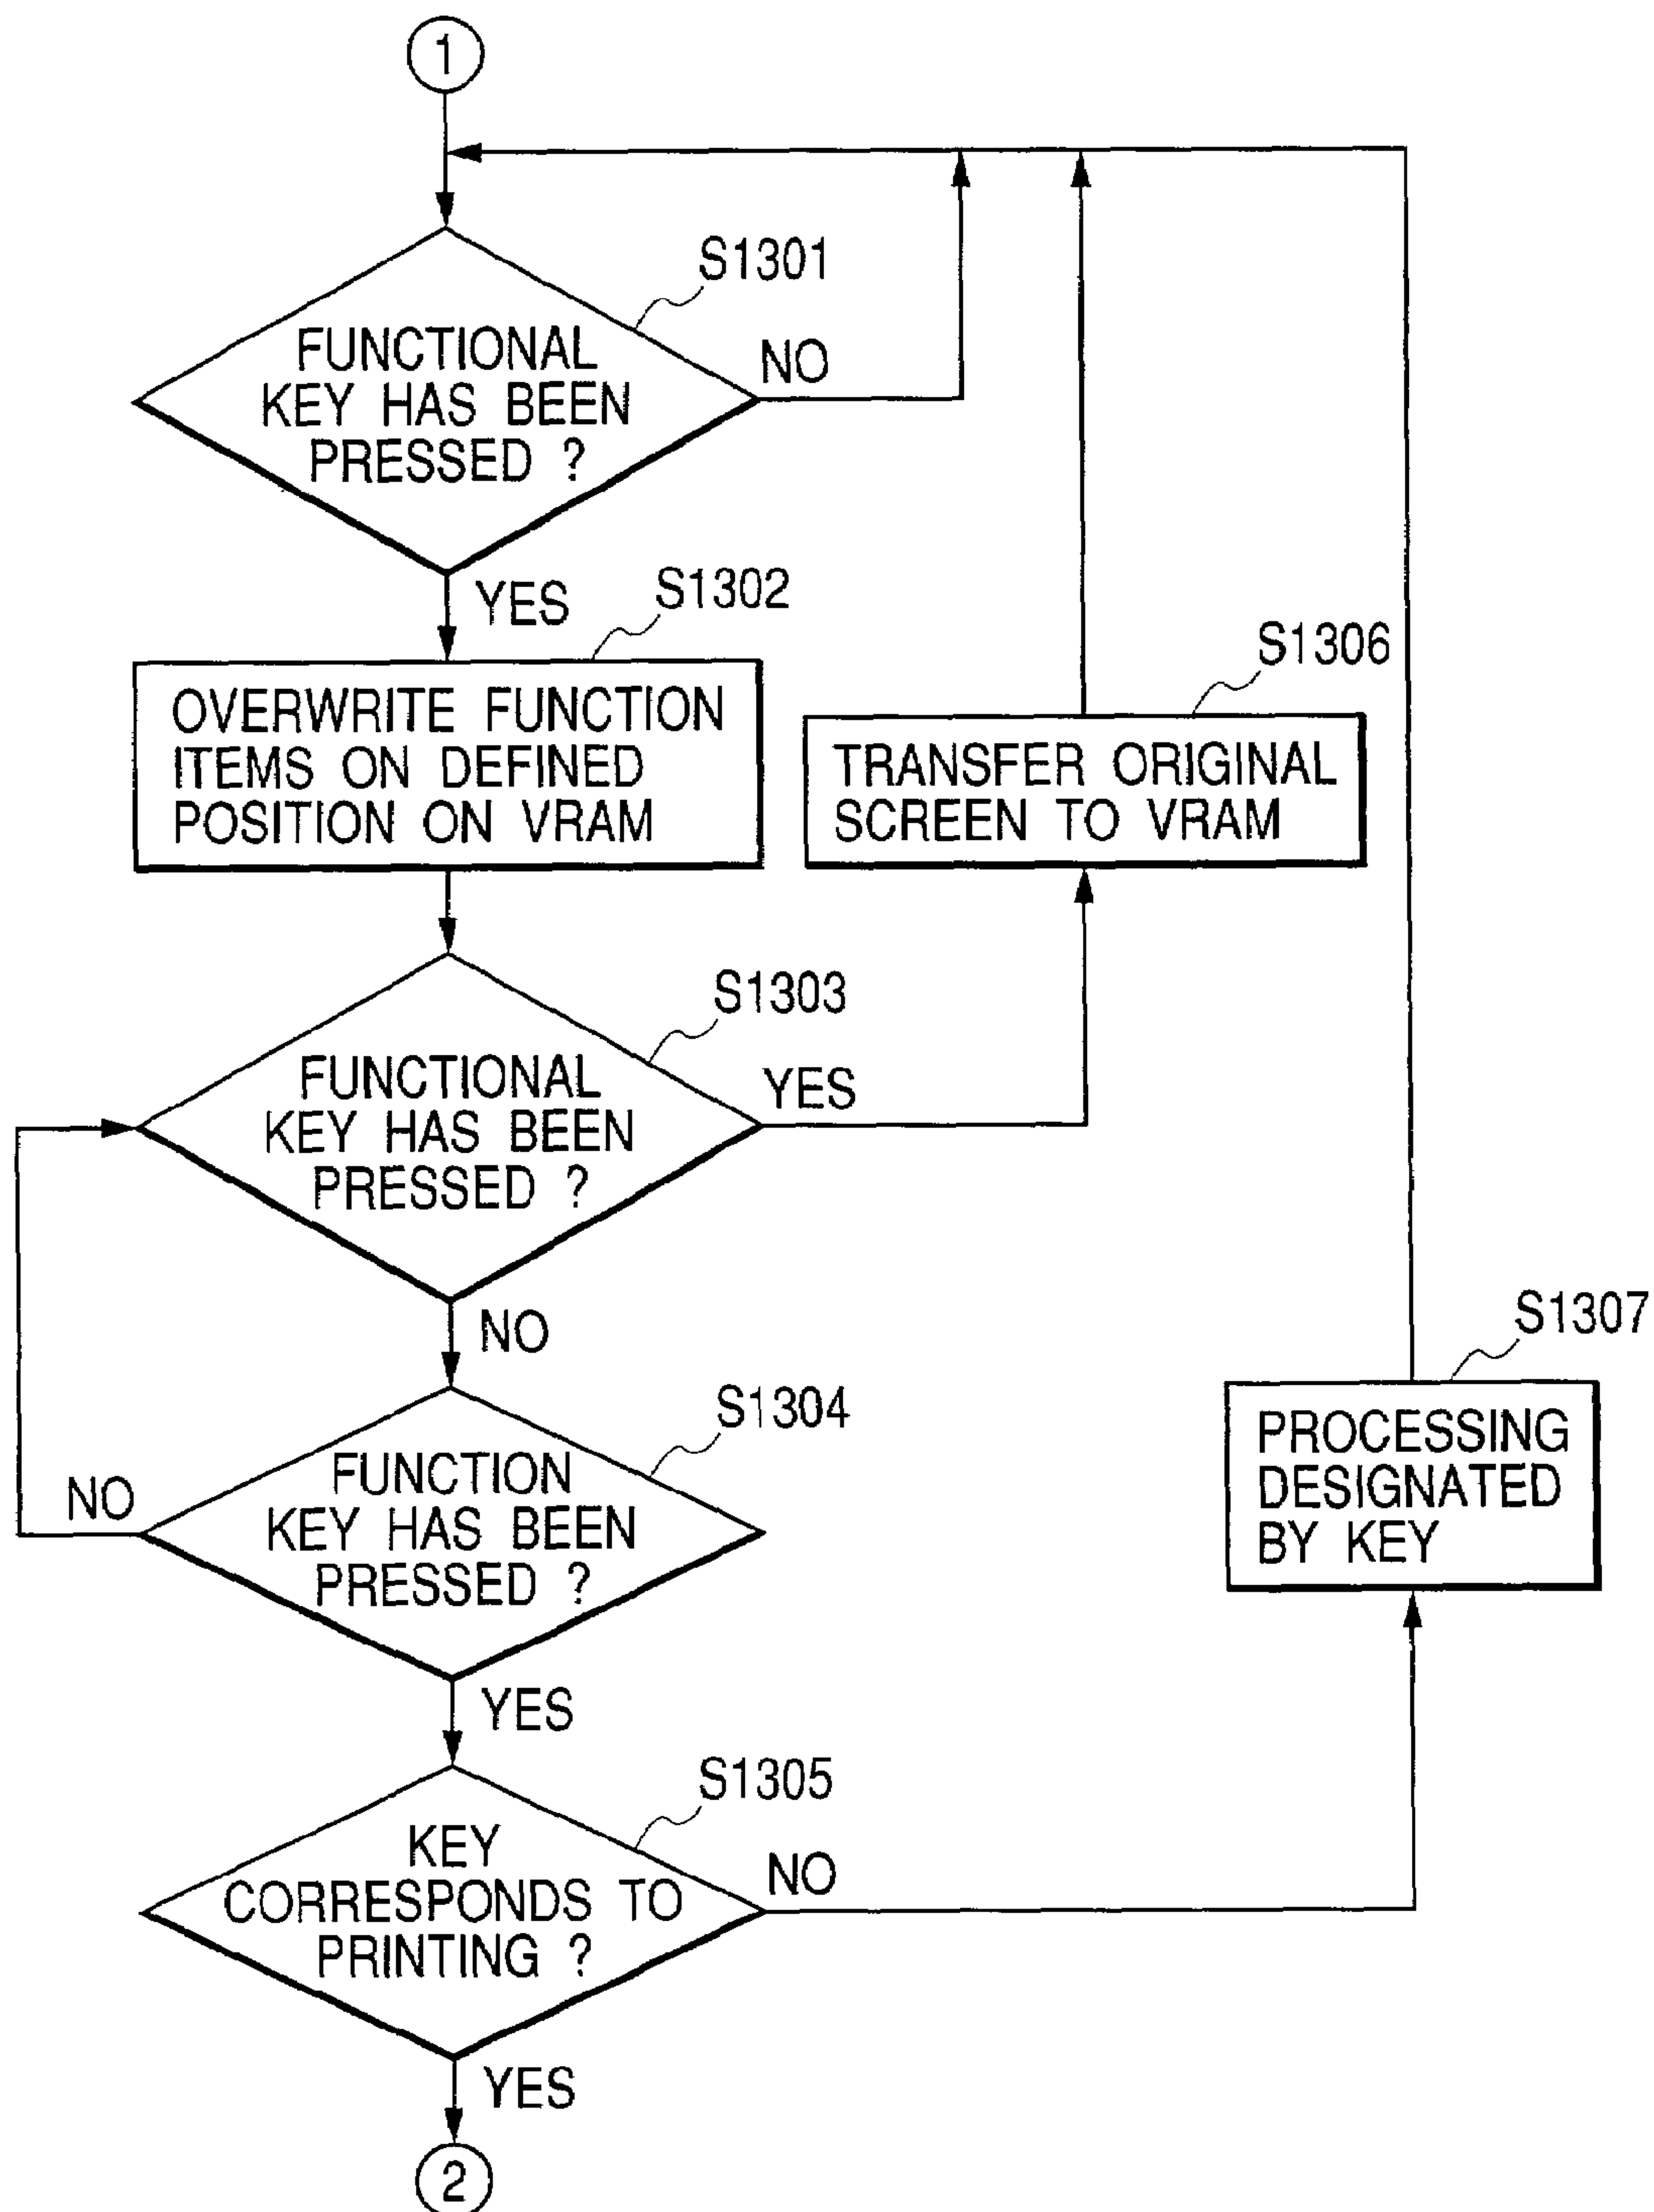 1
S1301
FUNCTIONAL
KEY HAS BEEN
PRESSED ?
NO
YES
S1302
OVERWRITE FUNCTION
ITEMS ON DEFINED
POSITION ON VRAM
S1306
TRANSFER ORIGINAL
SCREEN TO VRAM
S1303
FUNCTIONAL
KEY HAS BEEN
PRESSED ?
YES
NO
S1304
FUNCTION
KEY HAS BEEN
PRESSED ?
NO
YES
S1307
PROCESSING
DESIGNATED
BY KEY
S1305
KEY
CORRESPONDS TO
PRINTING ?
NO
YES
2